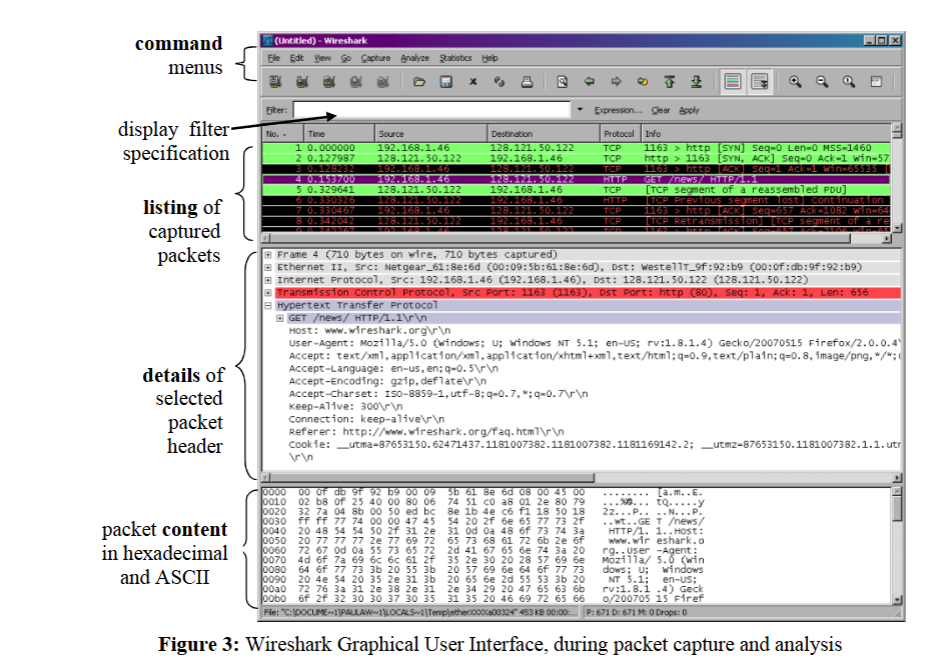 command
menus
(Untitled) - Wireshark
File Edit View Go Capture Analyze Statistics Help
display filter
specification
Filter: Expression... Clear Apply
No. - Time Source Destination Protocol Info
listing of
captured
packets
1 0.000000 192.168.1.46 128.121.50.122 TCP 1163 > http [SYN] Seq=0 Len=0 MSS=1460
2 0.127987 128.121.50.122 192.168.1.46 TCP http > 1163 [SYN, ACK] Seq=0 Ack=1 Win=57
3 0.128232 192.168.1.46 128.121.50.122 TCP 1163 > http [ACK] Seq=1 Ack=1 Win=65535 [
4 0.153700 192.168.1.46 128.121.50.122 HTTP GET /news/ HTTP/1.1
5 0.329641 128.121.50.122 192.168.1.46 TCP [TCP segment of a reassembled PDU]
6 0.330326 128.121.50.122 192.168.1.46 HTTP [TCP Previous segment lost] Continuation
7 0.330467 192.168.1.46 128.121.50.122 TCP 1163 > http [ACK] Seq=657 Ack=1082 Win=64
8 0.342042 128.121.50.122 192.168.1.46 TCP [TCP Retransmission] [TCP segment of a re
details of
selected
packet
header
Frame 4 (710 bytes on wire, 710 bytes captured)
Ethernet II, Src: Netgear_61:8e:6d (00:09:5b:61:8e:6d), Dst: WestellT_9f:92:b9 (00:0f:db:9f:92:b9)
Internet Protocol, Src: 192.168.1.46 (192.168.1.46), Dst: 128.121.50.122 (128.121.50.122)
Transmission Control Protocol, Src Port: 1163 (1163), Dst Port: http (80), Seq: 1, Ack: 1, Len: 656
Hypertext Transfer Protocol
GET /news/ HTTP/1.1\r\n
Host: www.wireshark.org\r\n
User-Agent: Mozilla/5.0 (Windows; U; Windows NT 5.1; en-US; rv:1.8.1.4) Gecko/20070515 Firefox/2.0.0.4\
Accept: text/xml,application/xml,application/xhtml+xml,text/html;q=0.9,text/plain;q=0.8,image/png,*/*;
Accept-Language: en-us,en;q=0.5\r\n
Accept-Encoding: gzip,deflate\r\n
Accept-Charset: ISO-8859-1,utf-8;q=0.7,*;q=0.7\r\n
Keep-Alive: 300\r\n
Connection: keep-alive\r\n
Referer: http://www.wireshark.org/faq.html\r\n
Cookie: __utma=87653150.62471437.1181007382.1181007382.1181169142.2; __utmz=87653150.1181007382.1.1.utm
\r\n
packet content
in hexadecimal
and ASCII
0000 00 0f db 9f 92 b9 00 09 5b 61 8e 6d 08 00 45 00 ........ [a.m..E.
0010 02 b8 0f 25 40 00 80 06 74 51 c0 a8 01 2e 80 79 ...%@... tQ.....y
0020 32 7a 04 8b 00 50 ed bc 8e 1b 4e c6 f1 18 50 18 2z...P.. ..N...P.
0030 ff ff 77 74 00 00 47 45 54 20 2f 6e 65 77 73 2f ..wt..GE T /news/
0040 20 48 54 54 50 2f 31 2e 31 0d 0a 48 6f 73 74 3a HTTP/1. 1..Host:
0050 20 77 77 77 2e 77 69 72 65 73 68 61 72 6b 2e 6f www.wir eshark.o
0060 72 67 0d 0a 55 73 65 72 2d 41 67 65 6e 74 3a 20 rg..User -Agent:
0070 4d 6f 7a 69 6c 6c 61 2f 35 2e 30 20 28 57 69 6e Mozilla/ 5.0 (Win
0080 64 6f 77 73 3b 20 55 3b 20 57 69 6e 64 6f 77 73 dows; U; Windows
0090 20 4e 54 20 35 2e 31 3b 20 65 6e 2d 55 53 3b 20 NT 5.1; en-US;
00a0 72 76 3a 31 2e 38 2e 31 2e 34 29 20 47 65 63 6b rv:1.8.1 .4) Geck
00b0 6f 2f 32 30 30 37 30 35 31 35 20 46 69 72 65 66 o/200705 15 Firef
File: "C:\DOCUME~1\PAULAW~1\LOCALS~1\Temp\etherXXXXa00324" 453 KB 00:00:... P: 671 D: 671 M: 0 Drops: 0
Figure 3: Wireshark Graphical User Interface, during packet capture and analysis